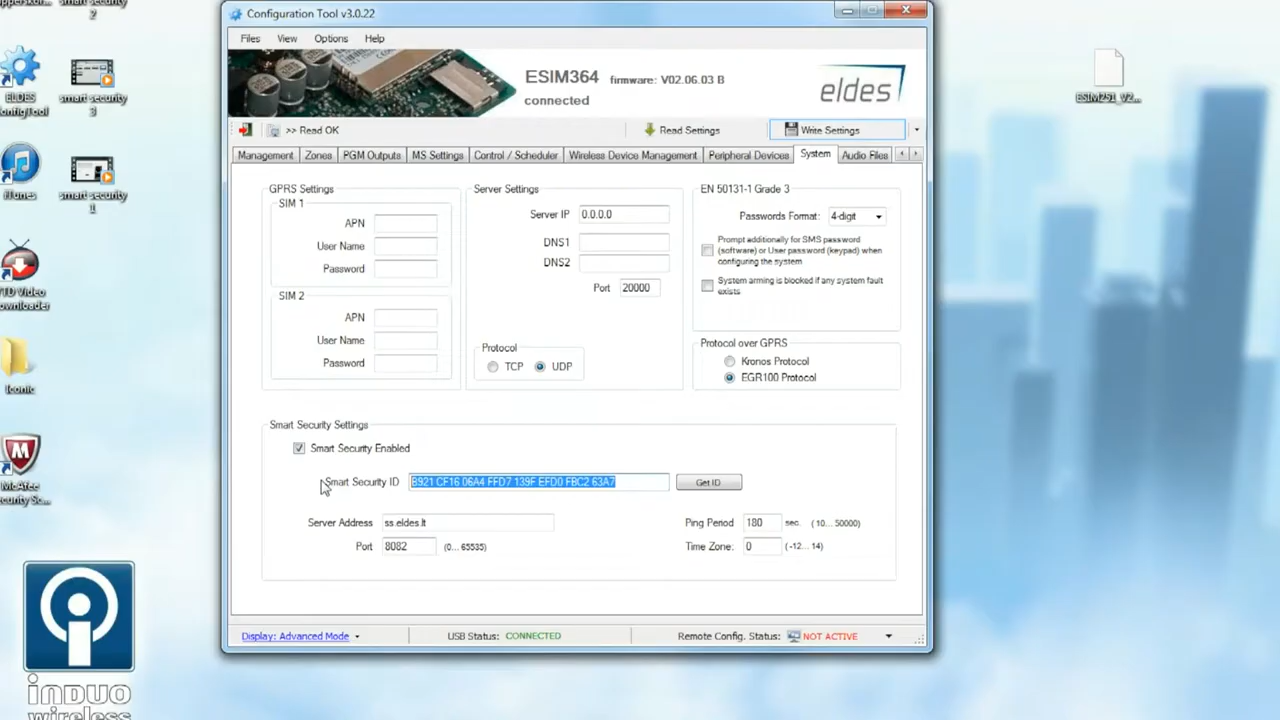 2
ELDES
ConfigTool
smart security
3
iTunes
smart security
1
Downloader
Iconic
McAfee
ınDUO
wireless
ESIM251_V2...
Configuration Tool v3.0.22
Files View Options Help
ESIM364 firmware: V02.06.03 B
connected
eldes
>> Read OK Read Settings Write Settings
Management Zones PGM Outputs MS Settings Control / Scheduler Wireless Device Management Peripheral Devices System Audio Files
GPRS Settings
SIM 1
APN
User Name
Password
SIM 2
APN
User Name
Password
Server Settings
Server IP 0.0.0.0
DNS1
DNS2
Port 20000
Protocol
TCP UDP
EN 50131-1 Grade 3
Passwords Format: 4-digit
Prompt additionally for SMS password
(software) or User password (keypad) when
configuring the system
System arming is blocked if any system fault
exists
Protocol over GPRS
Kronos Protocol
EGR100 Protocol
Smart Security Settings
Smart Security Enabled
Smart Security ID B921 CF16 06A4 FFD7 139F EFD0 FBC2 63A7 Get ID
Server Address ss.eldes.lt
Port 8082 (0... 65535)
Ping Period 180 sec. (10... 50000)
Time Zone: 0 (-12... 14)
Display: Advanced Mode USB Status: CONNECTED Remote Config. Status: NOT ACTIVE